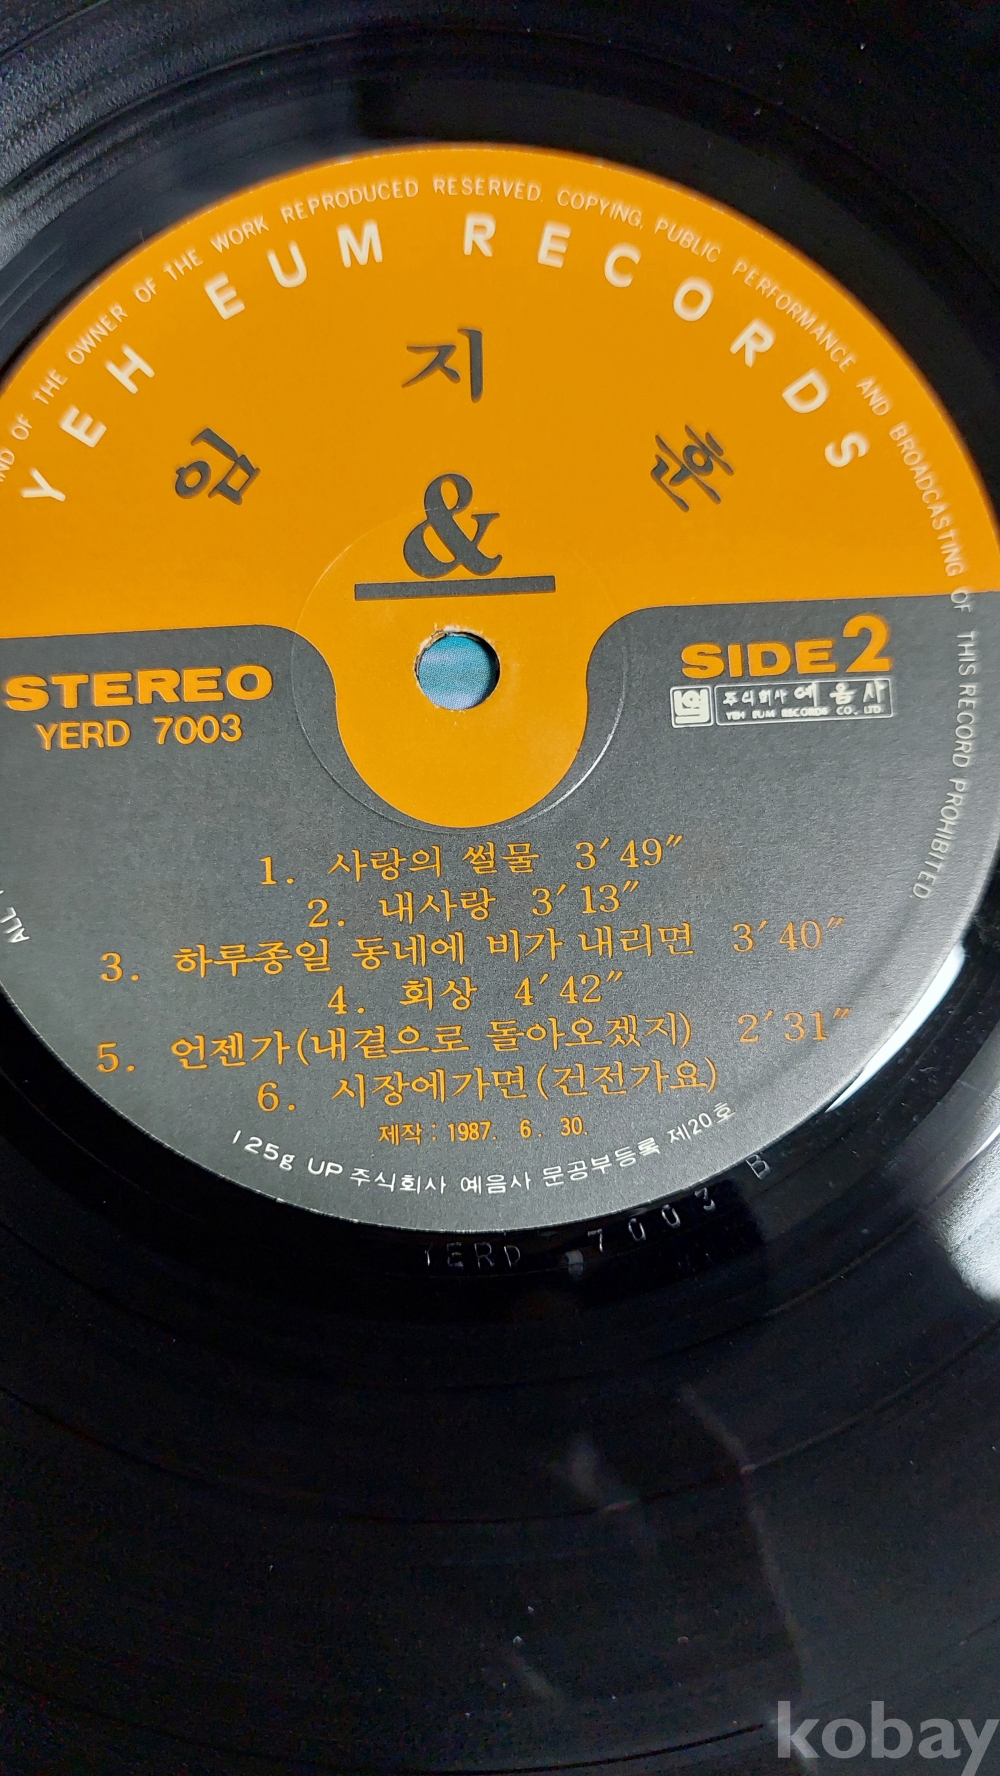 ND OF THE OWNER OF THE WORK REPRODUCED RESERVED. COPYING, PUBLIC PERFORMANCE AND BROADCASTING OF THIS RECORD PROHIBITED.
YEH EUM RECORDS
임 지 훈
&
STEREO
YERD 7003
SIDE 2
주식회사 예음사
YEH EUM RECORDS CO., LTD
1. 사랑의 썰물 3′49″
2. 내사랑 3′13″
3. 하루종일 동네에 비가 내리면 3′40″
4. 회상 4′42″
5. 언젠가(내곁으로 돌아오겠지) 2′31″
6. 시장에가면(건전가요)
제작 : 1987. 6. 30.
125g UP 주식회사 예음사 문공부등록 제20호
ALL
YERD 7003 B
kobay